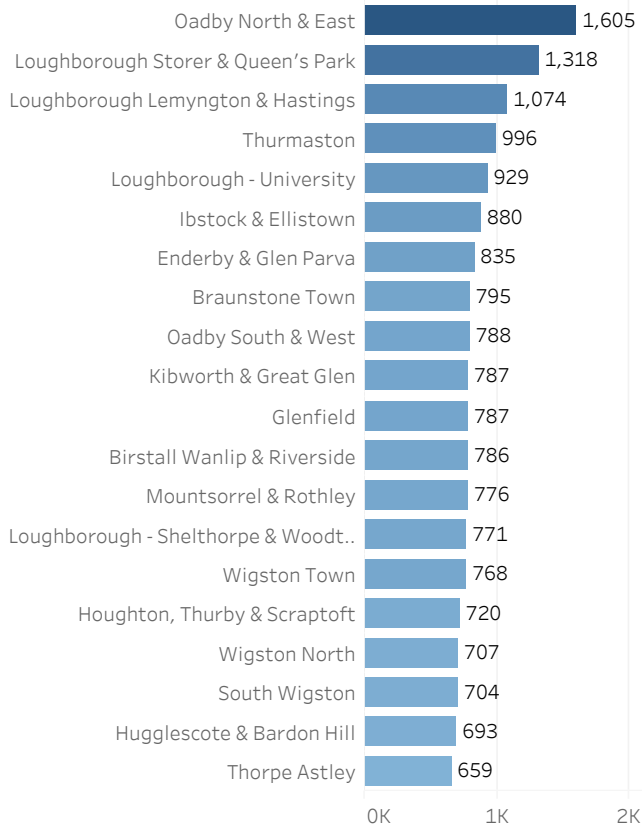 Oadby North & East 1,605
Loughborough Storer & Queen's Park 1,318
Loughborough Lemyngton & Hastings 1,074
Thurmaston 996
Loughborough - University 929
Ibstock & Ellistown 880
Enderby & Glen Parva 835
Braunstone Town 795
Oadby South & West 788
Kibworth & Great Glen 787
Glenfield 787
Birstall Wanlip & Riverside 786
Mountsorrel & Rothley 776
Loughborough - Shelthorpe & Woodt.. 771
Wigston Town 768
Houghton, Thurby & Scraptoft 720
Wigston North 707
South Wigston 704
Hugglescote & Bardon Hill 693
Thorpe Astley 659
0K 1K 2K